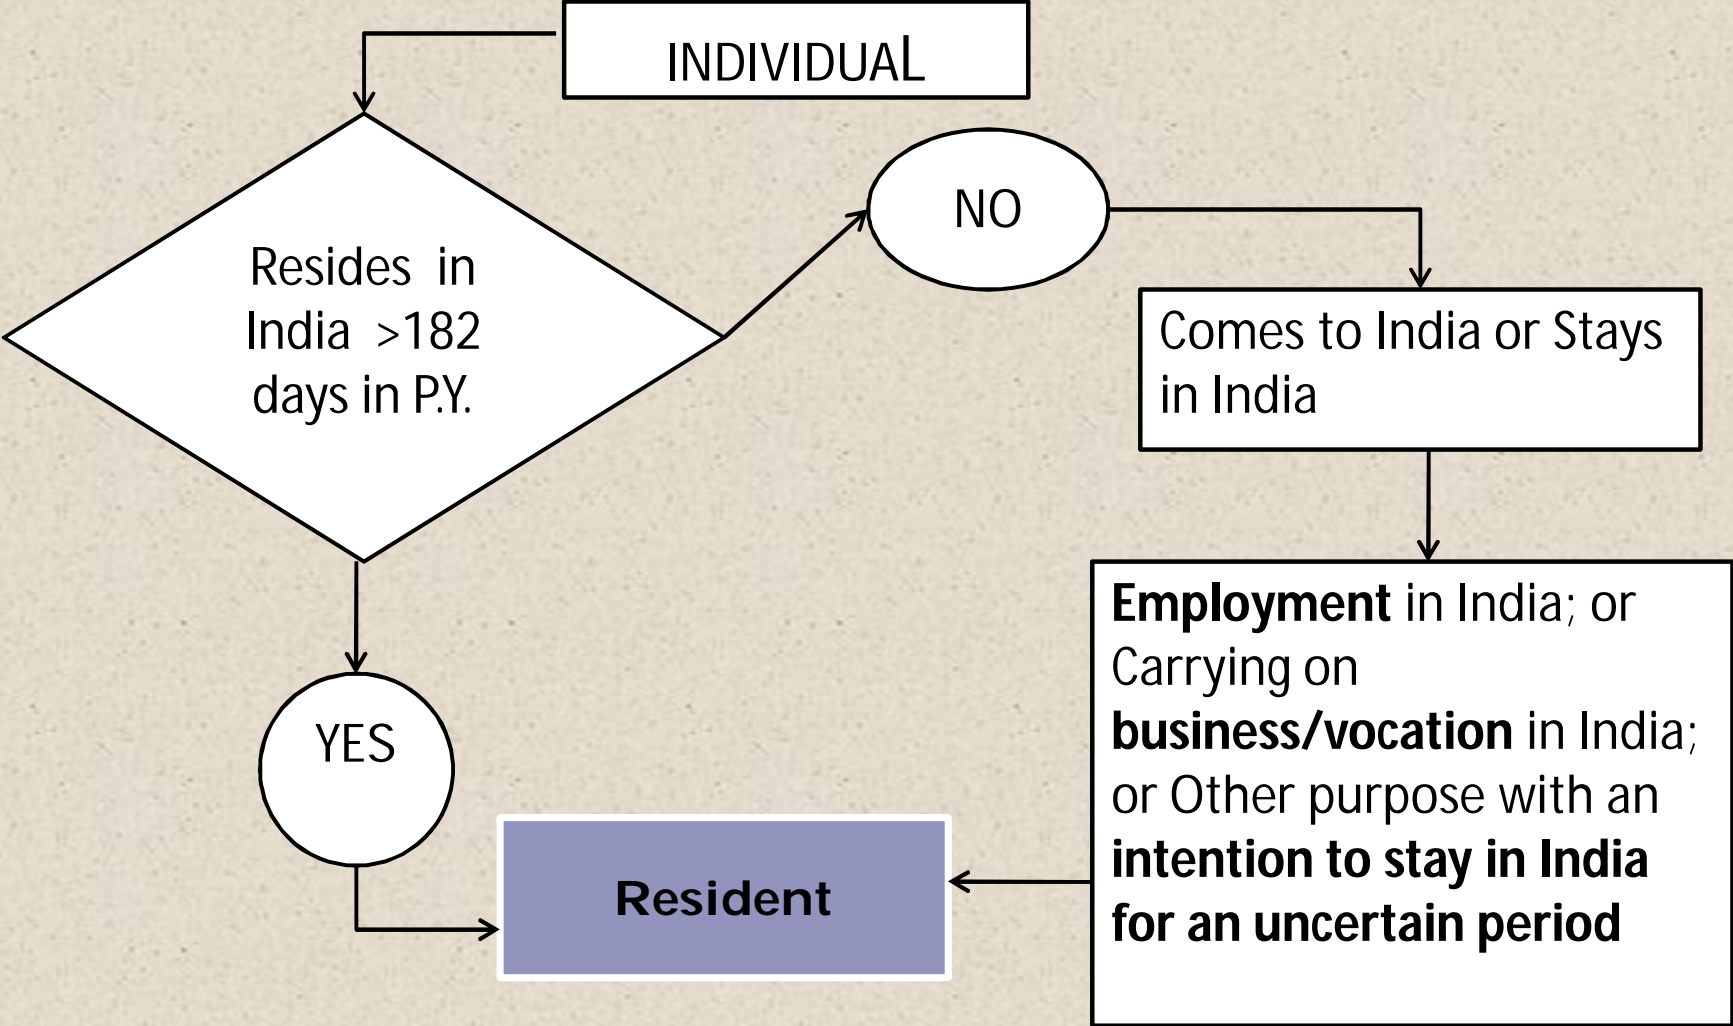 INDIVIDUAL
Resides in
India >182
days in P.Y.
NO
Comes to India or Stays
in India
YES
Employment in India; or
Carrying on
business/vocation in India;
or Other purpose with an
intention to stay in India
for an uncertain period
Resident